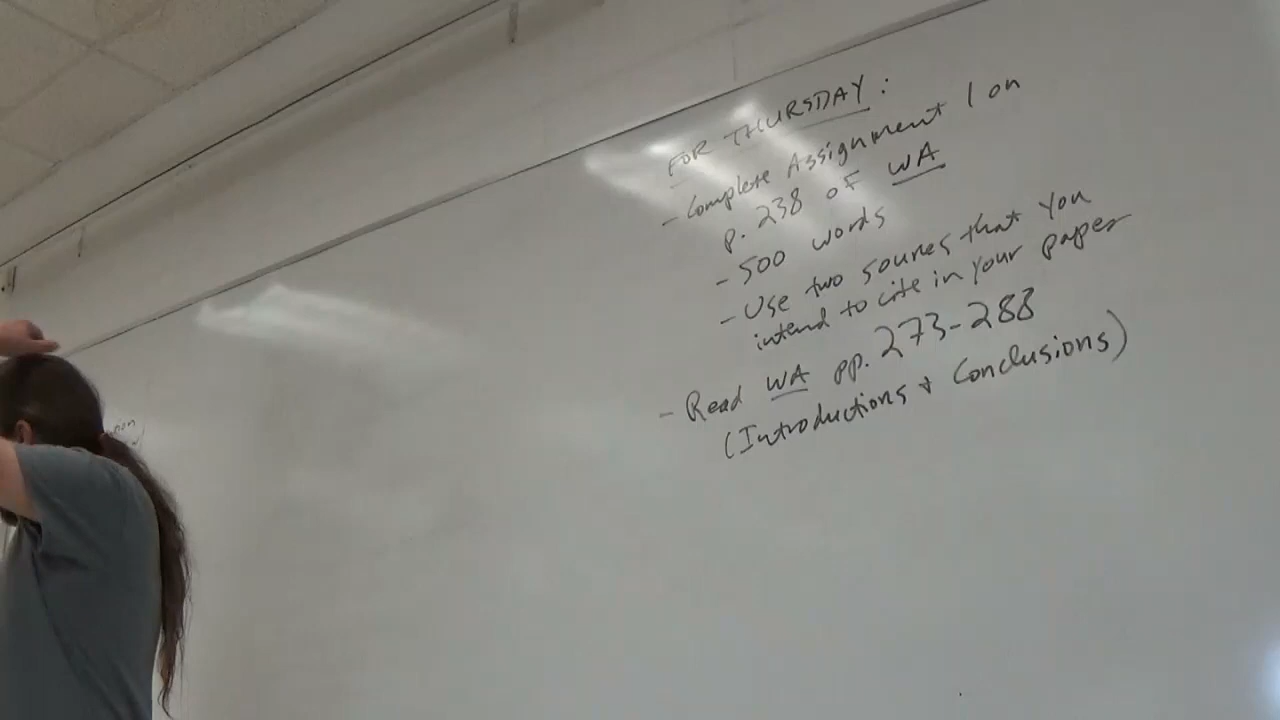 FOR THURSDAY:
- Complete Assignment 1 on
p. 238 of WA
- 500 words
- Use two sources that you
intend to cite in your paper
- Read WA pp. 273-288
(Introductions + Conclusions)